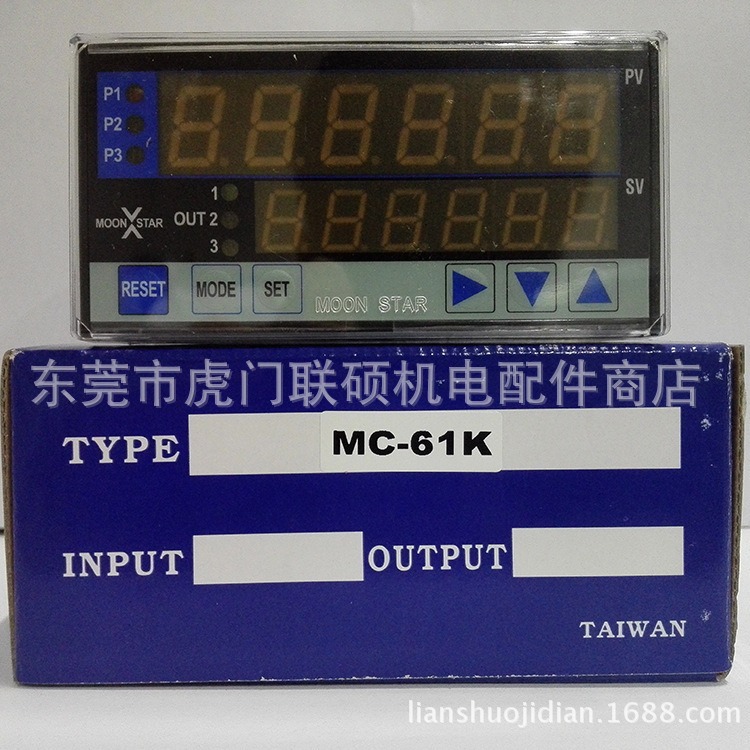 PV
P1
P2
P3
SV
MOON STAR
OUT
1
2
3
RESET
MODE
SET
MOON STAR
东莞市虎门联硕机电配件商店
TYPE MC-61K
INPUT OUTPUT
TAIWAN
lianshuojidian.1688.com